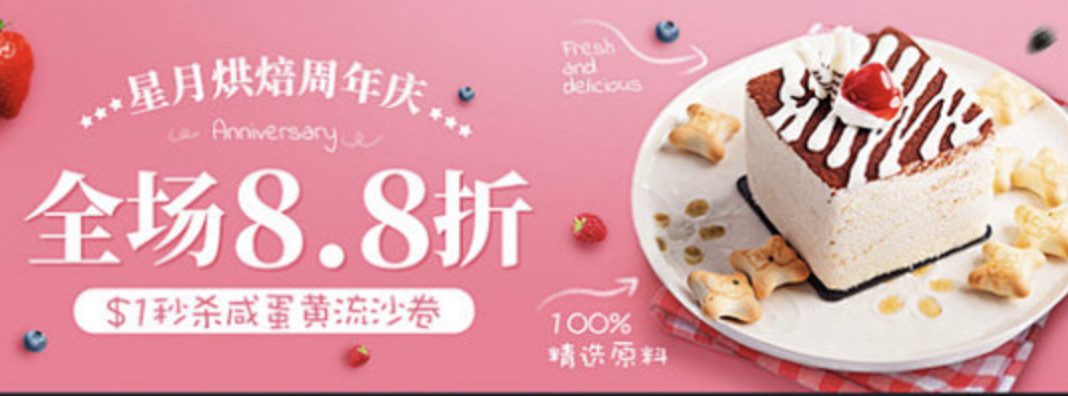 星月烘焙周年庆
Anniversary
全场8.8折
$1秒杀咸蛋黄流沙卷
Fresh
and
delicious
100%
精选原料